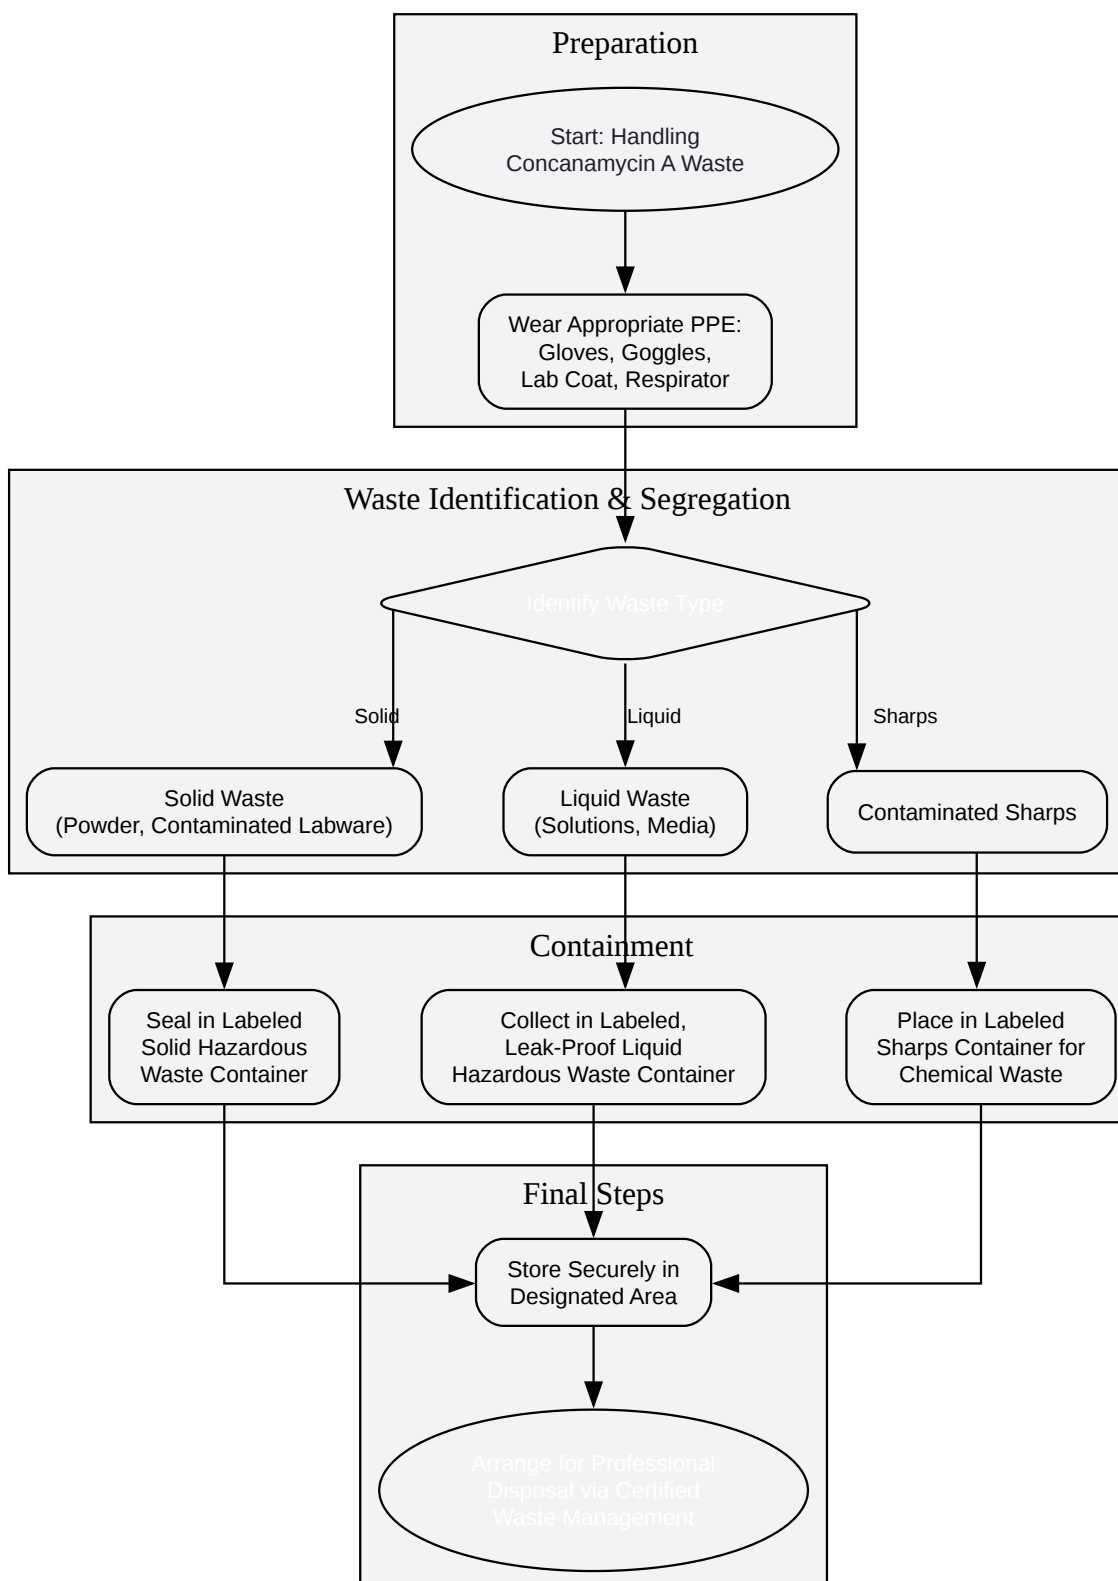 Preparation
Start: Handling
Concanamycin A Waste
Wear Appropriate PPE:
Gloves, Goggles,
Lab Coat, Respirator
Waste Identification & Segregation
Identify Waste Type
Solid
Liquid
Sharps
Solid Waste
(Powder, Contaminated Labware)
Liquid Waste
(Solutions, Media)
Contaminated Sharps
Containment
Seal in Labeled
Solid Hazardous
Waste Container
Collect in Labeled,
Leak-Proof Liquid
Hazardous Waste Container
Place in Labeled
Sharps Container for
Chemical Waste
Final Steps
Store Securely in
Designated Area
Arrange for Professional
Disposal via Certified
Waste Management